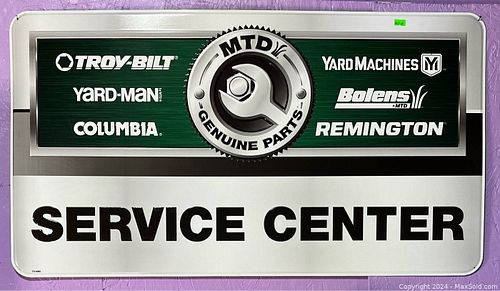 TROY-BILT®
YARD-MAN
COLUMBIA®
MTD
GENUINE PARTS
YARD MACHINES
YM
Bolens®
MTD
REMINGTON®
SERVICE CENTER
Copyright 2024 - MaxSold.com